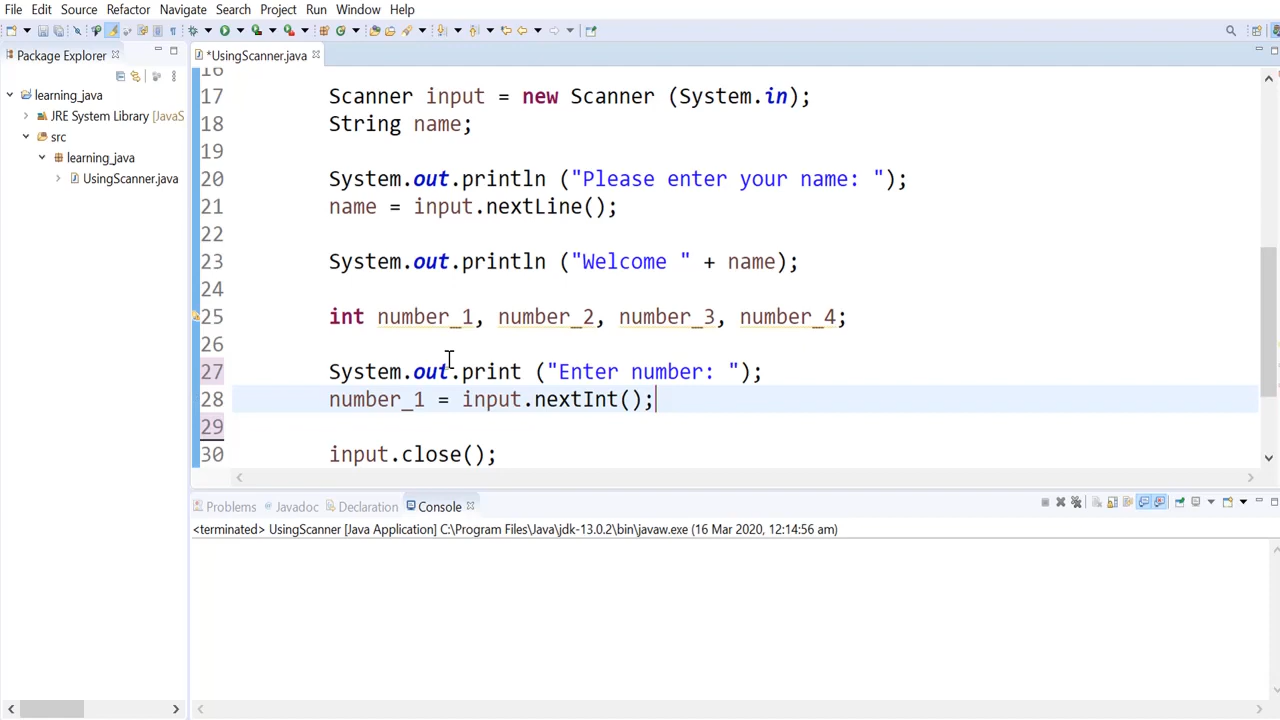 File Edit Source Refactor Navigate Search Project Run Window Help
Package Explorer
*UsingScanner.java
learning_java
JRE System Library [JavaS
src
learning_java
UsingScanner.java
16
17 Scanner input = new Scanner (System.in);
18 String name;
19
20 System.out.println ("Please enter your name: ");
21 name = input.nextLine();
22
23 System.out.println ("Welcome " + name);
24
25 int number_1, number_2, number_3, number_4;
26
27 System.out.print ("Enter number: ");
28 number_1 = input.nextInt();
29
30 input.close();
Problems Javadoc Declaration Console
<terminated> UsingScanner [Java Application] C:\Program Files\Java\jdk-13.0.2\bin\javaw.exe (16 Mar 2020, 12:14:56 am)